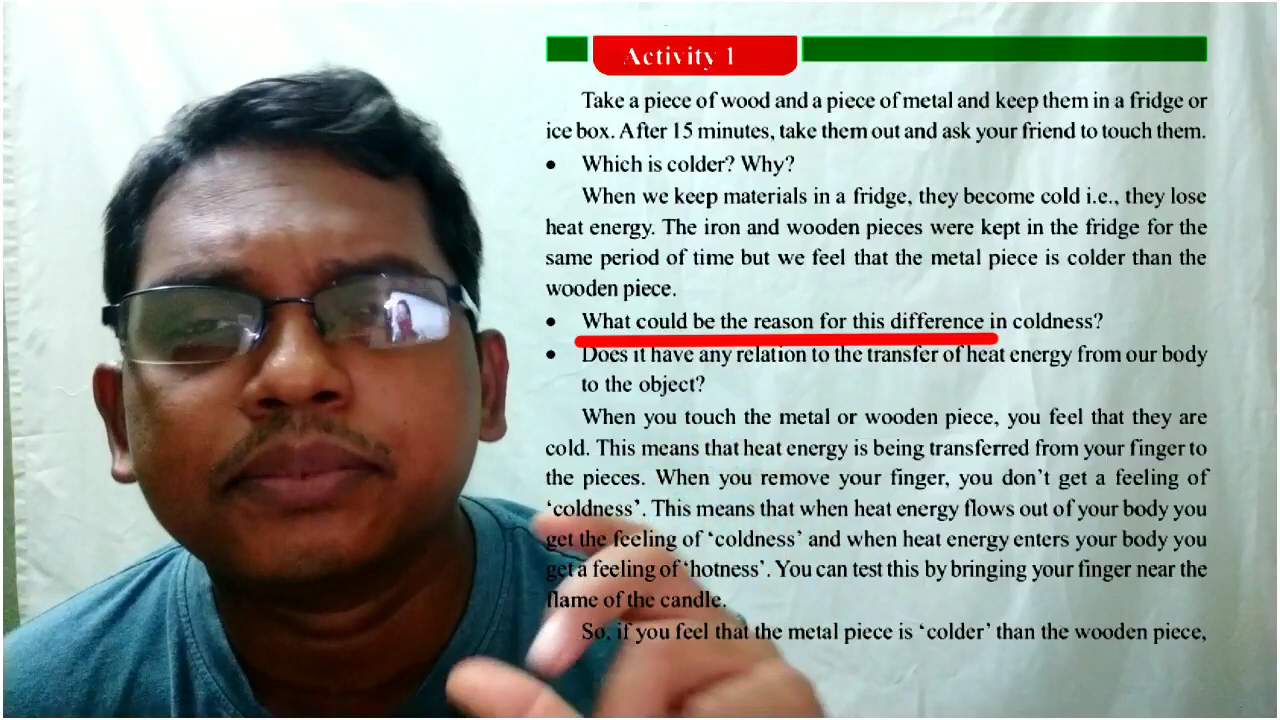 Activity 1
Take a piece of wood and a piece of metal and keep them in a fridge or
ice box. After 15 minutes, take them out and ask your friend to touch them.
• Which is colder? Why?
When we keep materials in a fridge, they become cold i.e., they lose
heat energy. The iron and wooden pieces were kept in the fridge for the
same period of time but we feel that the metal piece is colder than the
wooden piece.
• What could be the reason for this difference in coldness?
• Does it have any relation to the transfer of heat energy from our body
to the object?
When you touch the metal or wooden piece, you feel that they are
cold. This means that heat energy is being transferred from your finger to
the pieces. When you remove your finger, you don't get a feeling of
'coldness'. This means that when heat energy flows out of your body you
get the feeling of 'coldness' and when heat energy enters your body you
get a feeling of 'hotness'. You can test this by bringing your finger near the
flame of the candle.
So, if you feel that the metal piece is 'colder' than the wooden piece,